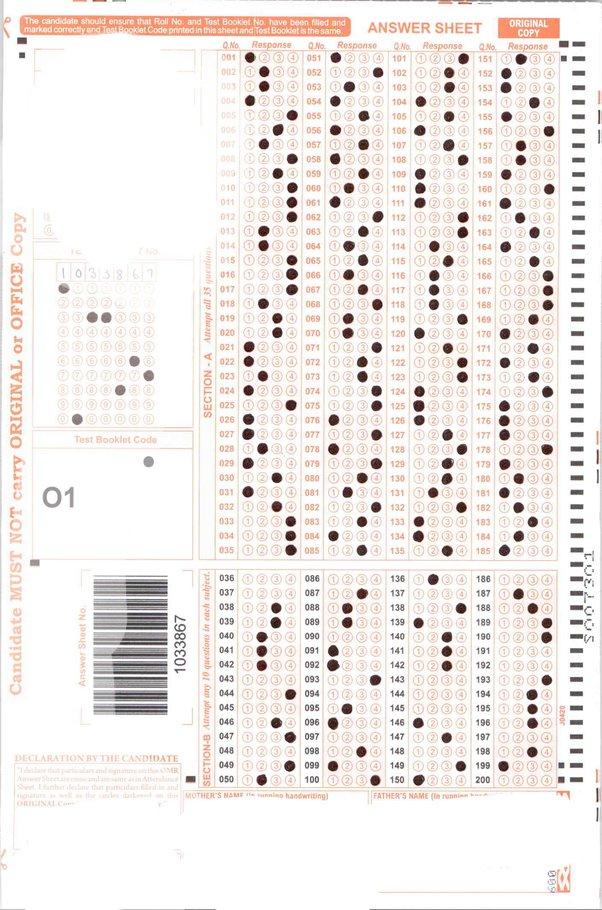 The candidate should ensure that Roll No. and Test Booklet No. have been filled and
marked correctly and Test Booklet Code printed in this sheet and Test Booklet is the same.
ANSWER SHEET
ORIGINAL
COPY
Candidate MUST NOT carry ORIGINAL or OFFICE Copy
1 0 3 3 8 6 7
Test Booklet Code
01
Answer Sheet No.
1033867
DECLARATION BY THE CANDIDATE
"I declare that particulars and signature on this OMR
Answer Sheet are mine and are same as in Attendance
Sheet. I further declare that particulars filled-in and
signature as well as the circles darkened on this
SECTION - A Attempt all 35 questions
SECTION-B Attempt any 10 questions in each subject.
Q.No. Response Q.No. Response Q.No. Response Q.No. Response
001 051 101 151
002 052 102 152
003 053 103 153
004 054 104 154
005 055 105 155
006 056 106 156
007 057 107 157
008 058 108 158
009 059 109 159
010 060 110 160
011 061 111 161
012 062 112 162
013 063 113 163
014 064 114 164
015 065 115 165
016 066 116 166
017 067 117 167
018 068 118 168
019 069 119 169
020 070 120 170
021 071 121 171
022 072 122 172
023 073 123 173
024 074 124 174
025 075 125 175
026 076 126 176
027 077 127 177
028 078 128 178
029 079 129 179
030 080 130 180
031 081 131 181
032 082 132 182
033 083 133 183
034 084 134 184
035 085 135 185
036 086 136 186
037 087 137 187
038 088 138 188
039 089 139 189
040 090 140 190
041 091 141 191
042 092 142 192
043 093 143 193
044 094 144 194
045 095 145 195
046 096 146 196
047 097 147 197
048 098 148 198
049 099 149 199
050 100 150 200
MOTHER'S NAME (In running handwriting)
FATHER'S NAME (In running